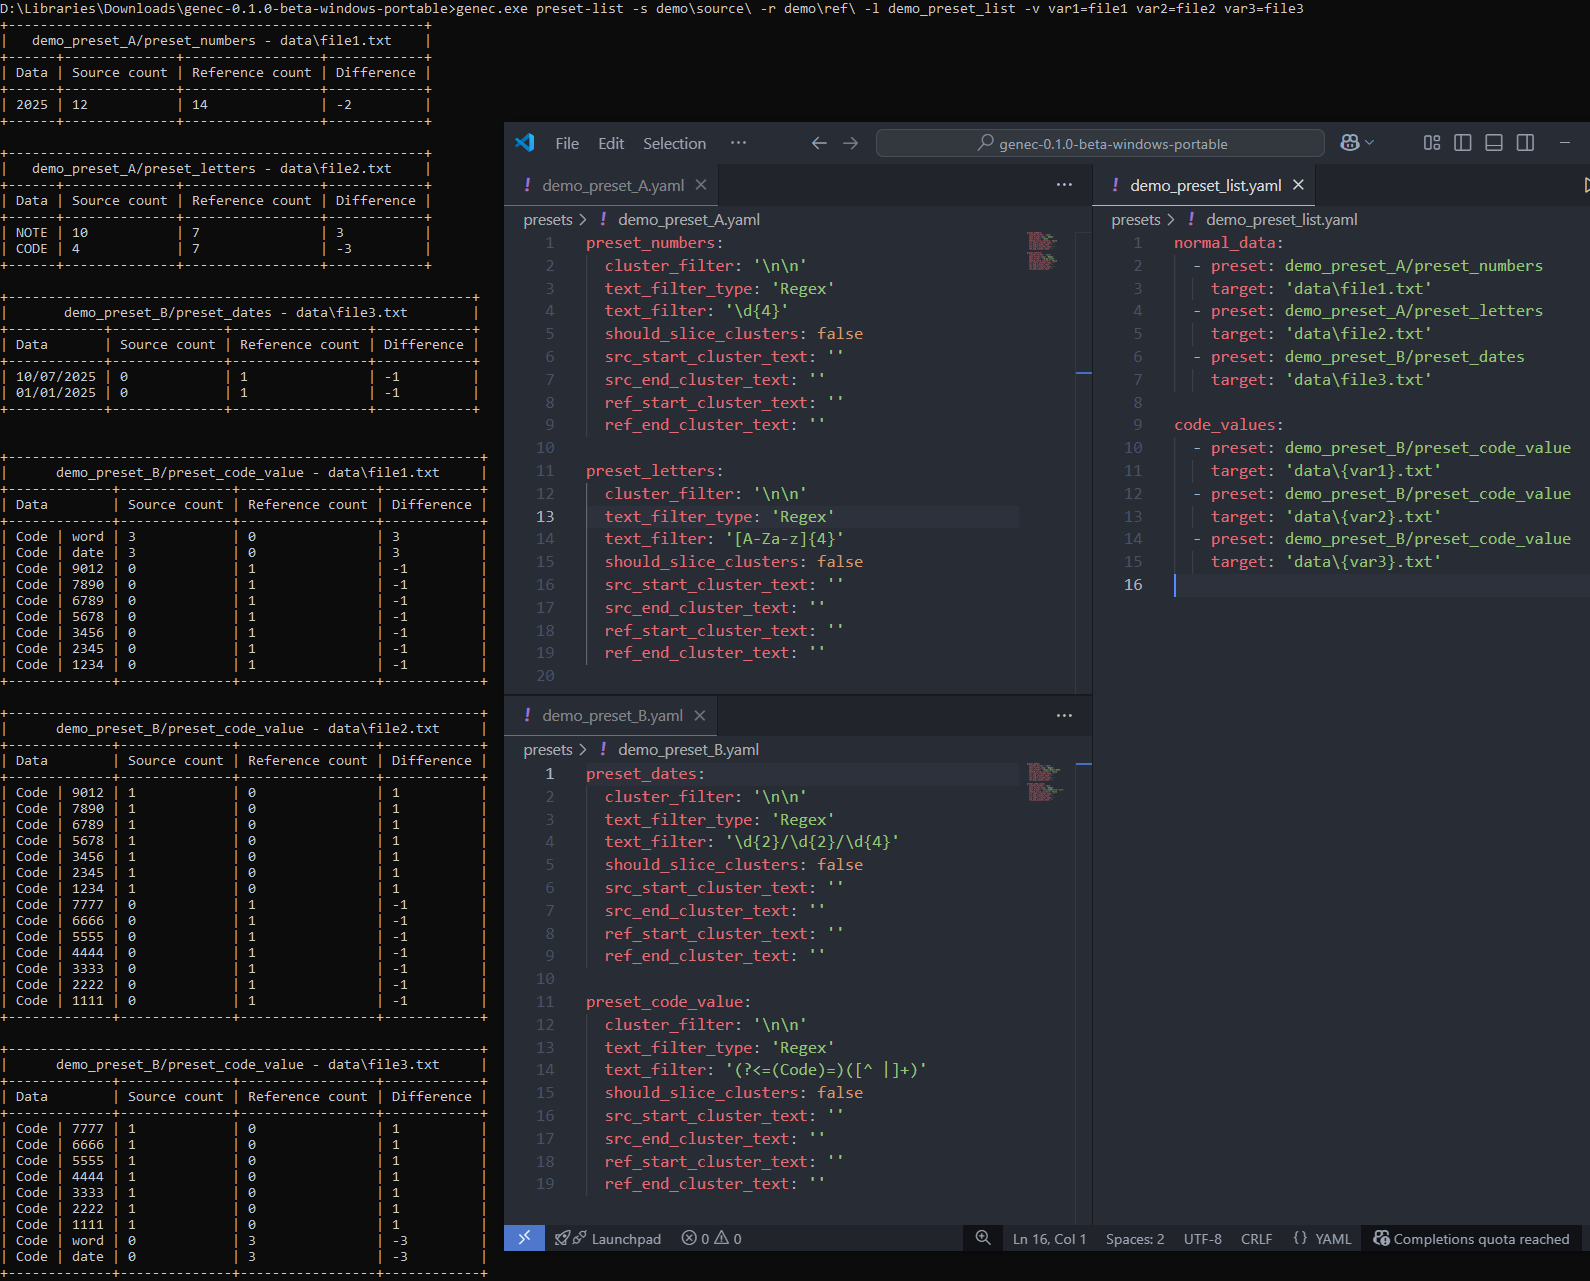 D:\Libraries\Downloads\genec-0.1.0-beta-windows-portable>genec.exe preset-list -s demo\source\ -r demo\ref\ -l demo_preset_list -v var1=file1 var2=file2 var3=file3
demo_preset_A/preset_numbers - data\file1.txt
| Data | Source count | Reference count | Difference |
| 2025 | 12 | 14 | -2 |
demo_preset_A/preset_letters - data\file2.txt
| Data | Source count | Reference count | Difference |
| NOTE | 10 | 7 | 3 |
| CODE | 4 | 7 | -3 |
demo_preset_B/preset_dates - data\file3.txt
| Data | Source count | Reference count | Difference |
| 10/07/2025 | 0 | 1 | -1 |
| 01/01/2025 | 0 | 1 | -1 |
demo_preset_B/preset_code_value - data\file1.txt
| Data | Source count | Reference count | Difference |
| Code | word | 3 | 0 | 3 |
| Code | date | 3 | 0 | 3 |
| Code | 9012 | 0 | 1 | -1 |
| Code | 7890 | 0 | 1 | -1 |
| Code | 6789 | 0 | 1 | -1 |
| Code | 5678 | 0 | 1 | -1 |
| Code | 3456 | 0 | 1 | -1 |
| Code | 2345 | 0 | 1 | -1 |
| Code | 1234 | 0 | 1 | -1 |
demo_preset_B/preset_code_value - data\file2.txt
| Data | Source count | Reference count | Difference |
| Code | 9012 | 1 | 0 | 1 |
| Code | 7890 | 1 | 0 | 1 |
| Code | 6789 | 1 | 0 | 1 |
| Code | 5678 | 1 | 0 | 1 |
| Code | 3456 | 1 | 0 | 1 |
| Code | 2345 | 1 | 0 | 1 |
| Code | 1234 | 1 | 0 | 1 |
| Code | 7777 | 0 | 1 | -1 |
| Code | 6666 | 0 | 1 | -1 |
| Code | 5555 | 0 | 1 | -1 |
| Code | 4444 | 0 | 1 | -1 |
| Code | 3333 | 0 | 1 | -1 |
| Code | 2222 | 0 | 1 | -1 |
| Code | 1111 | 0 | 1 | -1 |
demo_preset_B/preset_code_value - data\file3.txt
| Data | Source count | Reference count | Difference |
| Code | 7777 | 1 | 0 | 1 |
| Code | 6666 | 1 | 0 | 1 |
| Code | 5555 | 1 | 0 | 1 |
| Code | 4444 | 1 | 0 | 1 |
| Code | 3333 | 1 | 0 | 1 |
| Code | 2222 | 1 | 0 | 1 |
| Code | 1111 | 1 | 0 | 1 |
| Code | word | 0 | 3 | -3 |
| Code | date | 0 | 3 | -3 |
File Edit Selection ··· genec-0.1.0-beta-windows-portable
! demo_preset_A.yaml
presets > ! demo_preset_A.yaml
1 preset_numbers:
2 cluster_filter: '\n\n'
3 text_filter_type: 'Regex'
4 text_filter: '\d{4}'
5 should_slice_clusters: false
6 src_start_cluster_text: ''
7 src_end_cluster_text: ''
8 ref_start_cluster_text: ''
9 ref_end_cluster_text: ''
10
11 preset_letters:
12 cluster_filter: '\n\n'
13 text_filter_type: 'Regex'
14 text_filter: '[A-Za-z]{4}'
15 should_slice_clusters: false
16 src_start_cluster_text: ''
17 src_end_cluster_text: ''
18 ref_start_cluster_text: ''
19 ref_end_cluster_text: ''
20
! demo_preset_B.yaml
presets > ! demo_preset_B.yaml
1 preset_dates:
2 cluster_filter: '\n\n'
3 text_filter_type: 'Regex'
4 text_filter: '\d{2}/\d{2}/\d{4}'
5 should_slice_clusters: false
6 src_start_cluster_text: ''
7 src_end_cluster_text: ''
8 ref_start_cluster_text: ''
9 ref_end_cluster_text: ''
10
11 preset_code_value:
12 cluster_filter: '\n\n'
13 text_filter_type: 'Regex'
14 text_filter: '(?<=(Code)=)([^ |]+)'
15 should_slice_clusters: false
16 src_start_cluster_text: ''
17 src_end_cluster_text: ''
18 ref_start_cluster_text: ''
19 ref_end_cluster_text: ''
! demo_preset_list.yaml
presets > ! demo_preset_list.yaml
1 normal_data:
2 - preset: demo_preset_A/preset_numbers
3 target: 'data\file1.txt'
4 - preset: demo_preset_A/preset_letters
5 target: 'data\file2.txt'
6 - preset: demo_preset_B/preset_dates
7 target: 'data\file3.txt'
8
9 code_values:
10 - preset: demo_preset_B/preset_code_value
11 target: 'data\{var1}.txt'
12 - preset: demo_preset_B/preset_code_value
13 target: 'data\{var2}.txt'
14 - preset: demo_preset_B/preset_code_value
15 target: 'data\{var3}.txt'
16
Launchpad 0 0 Ln 16, Col 1 Spaces: 2 UTF-8 CRLF {} YAML Completions quota reached